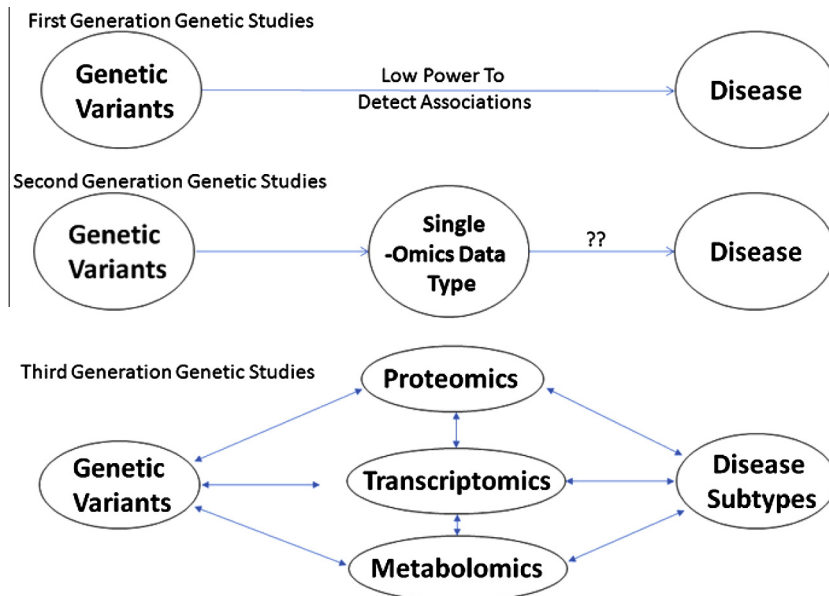 First Generation Genetic Studies
Genetic
Variants
Low Power To
Detect Associations
Disease
Second Generation Genetic Studies
Genetic
Variants
Single
-Omics Data
Type
??
Disease
Third Generation Genetic Studies
Proteomics
Genetic
Variants
Transcriptomics
Disease
Subtypes
Metabolomics